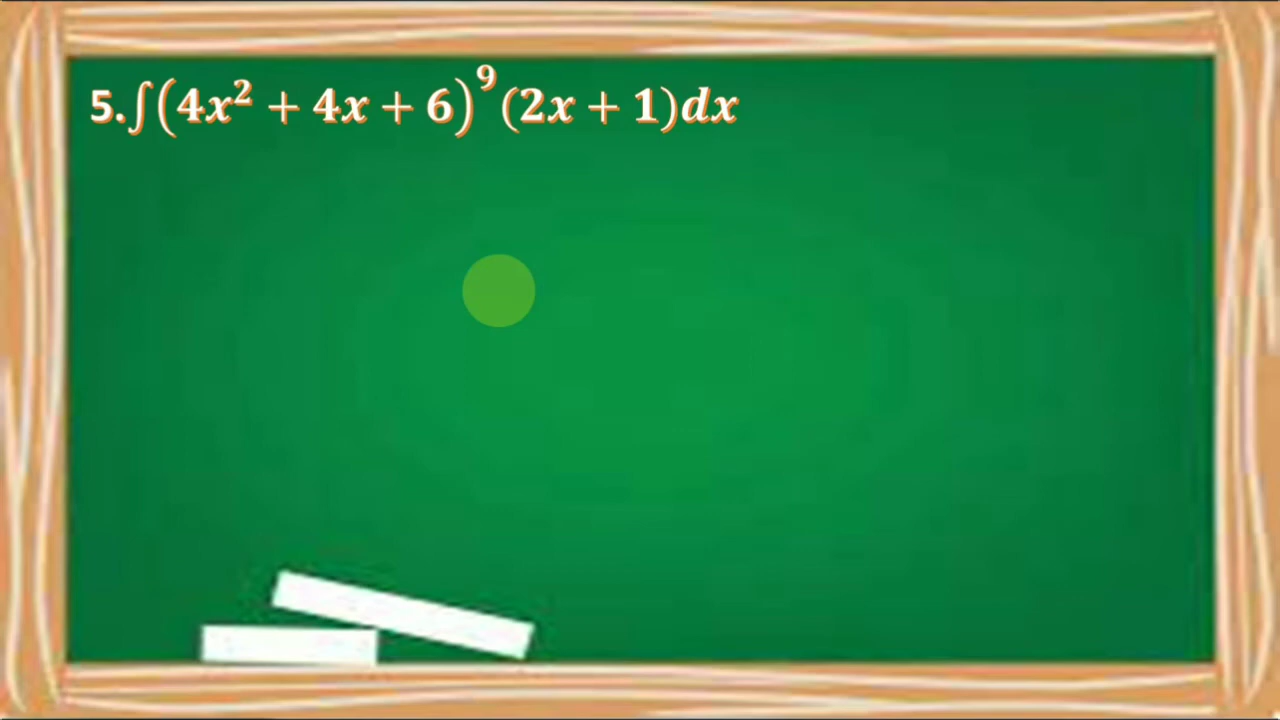 5.∫(4x² + 4x + 6)⁹(2x + 1)dx